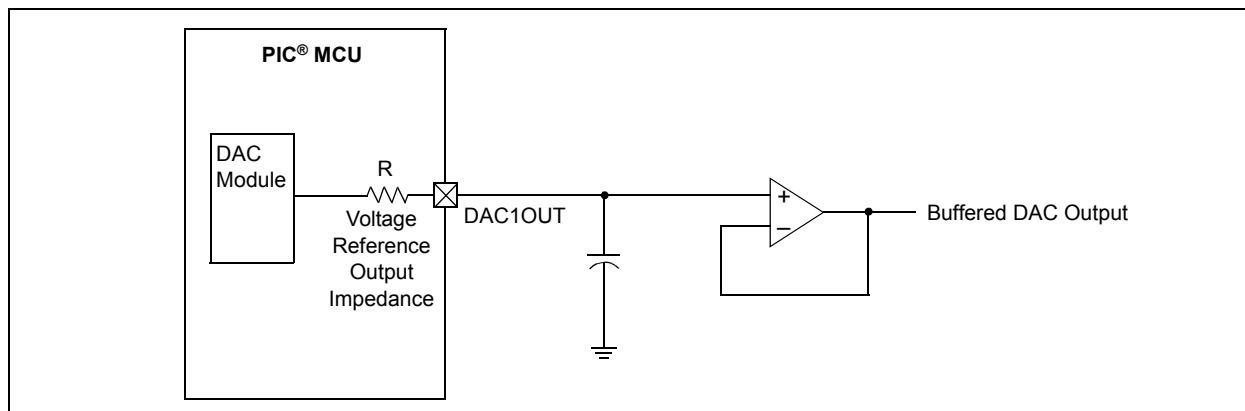 PIC® MCU
DAC
Module
R
Voltage
Reference
Output
Impedance
DAC1OUT
+
−
Buffered DAC Output